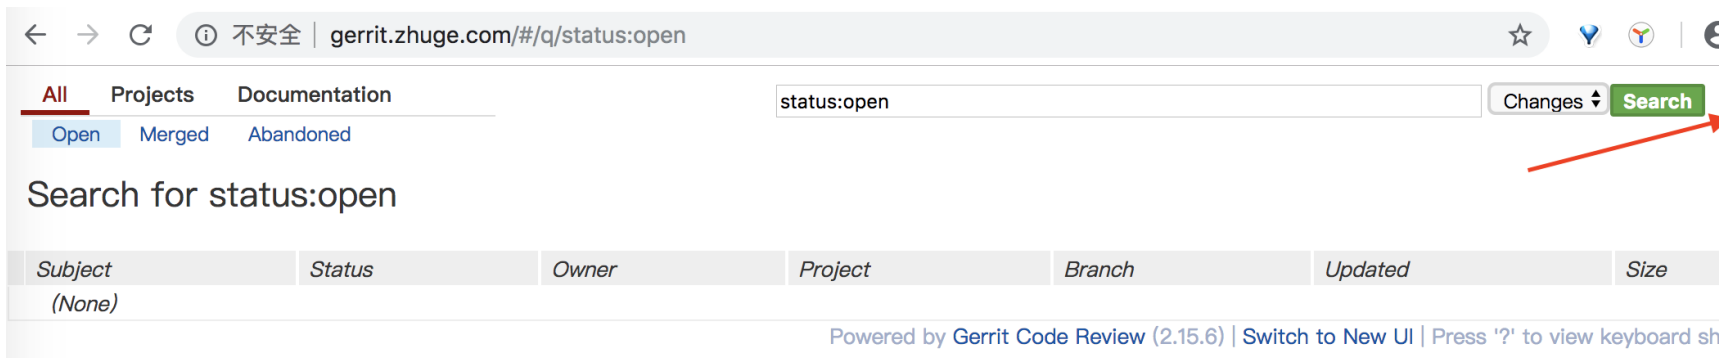 不安全 gerrit.zhuge.com/#/q/status:open
All Projects Documentation status:open Changes Search
Open Merged Abandoned
Search for status:open
Subject Status Owner Project Branch Updated Size
(None)
Powered by Gerrit Code Review (2.15.6) | Switch to New UI | Press '?' to view keyboard sh